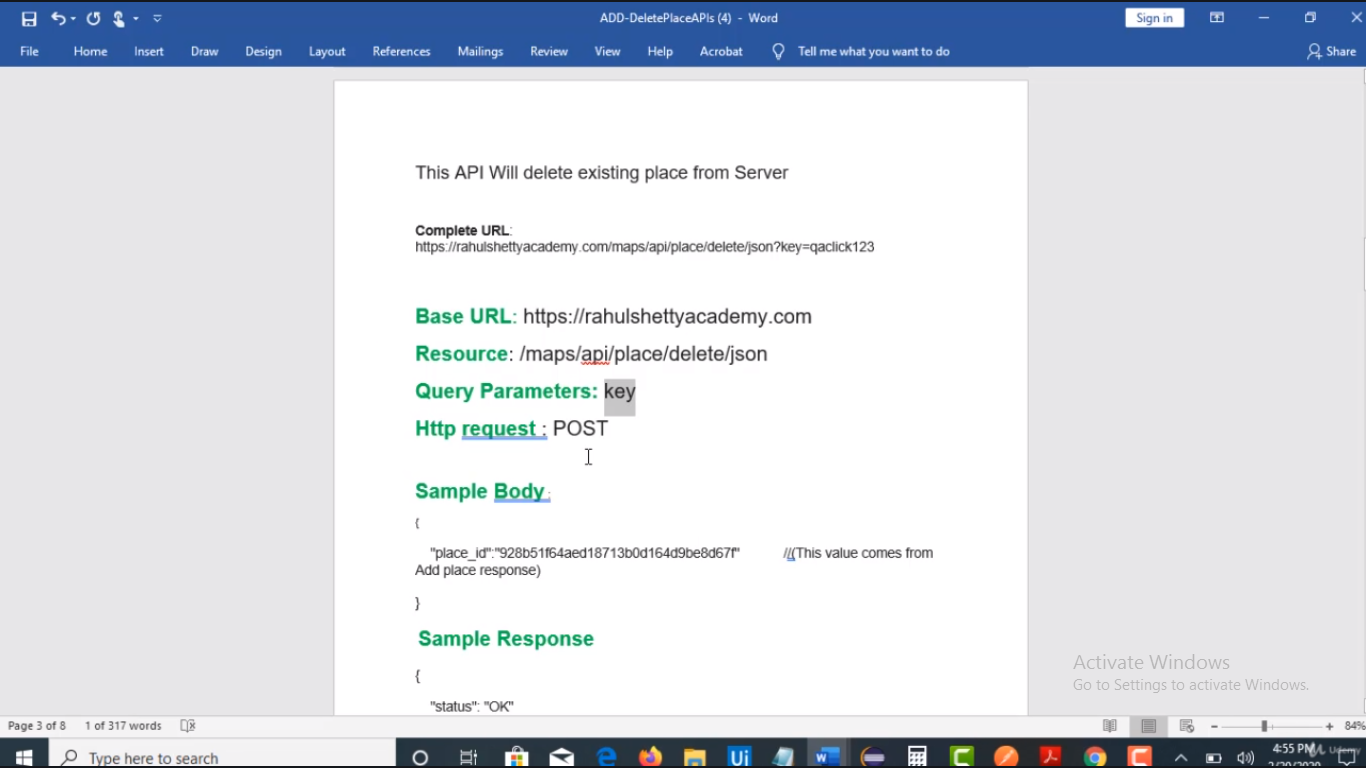 ADD-DeletePlaceAPIs (4) - Word
Sign in
File Home Insert Draw Design Layout References Mailings Review View Help Acrobat Tell me what you want to do Share
This API Will delete existing place from Server
Complete URL:
https://rahulshettyacademy.com/maps/api/place/delete/json?key=qaclick123
Base URL: https://rahulshettyacademy.com
Resource: /maps/api/place/delete/json
Query Parameters: key
Http request : POST
Sample Body :
{
"place_id":"928b51f64aed18713b0d164d9be8d67f" //(This value comes from
Add place response)
}
Sample Response
{
"status": "OK"
Activate Windows
Go to Settings to activate Windows.
Page 3 of 8 1 of 317 words 84%
Type here to search
Ui
4:55 PM
Udemy
2/20/2020